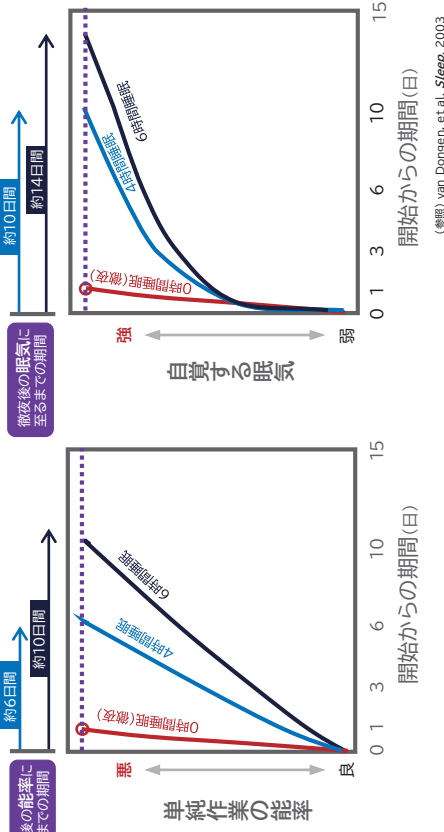 後の能率に
までの期間
約6日間
約10日間
悪
良
単純作業の能率
0時間睡眠(徹夜)
4時間睡眠
6時間睡眠
0 1 3 6 10 15
開始からの期間(日)
徹夜後の眠気に
至るまでの期間
約10日間
約14日間
強
弱
自覚する眠気
0時間睡眠(徹夜)
4時間睡眠
6時間睡眠
0 1 3 6 10 15
開始からの期間(日)
(参照) van Dongen, et al. Sleep. 2003